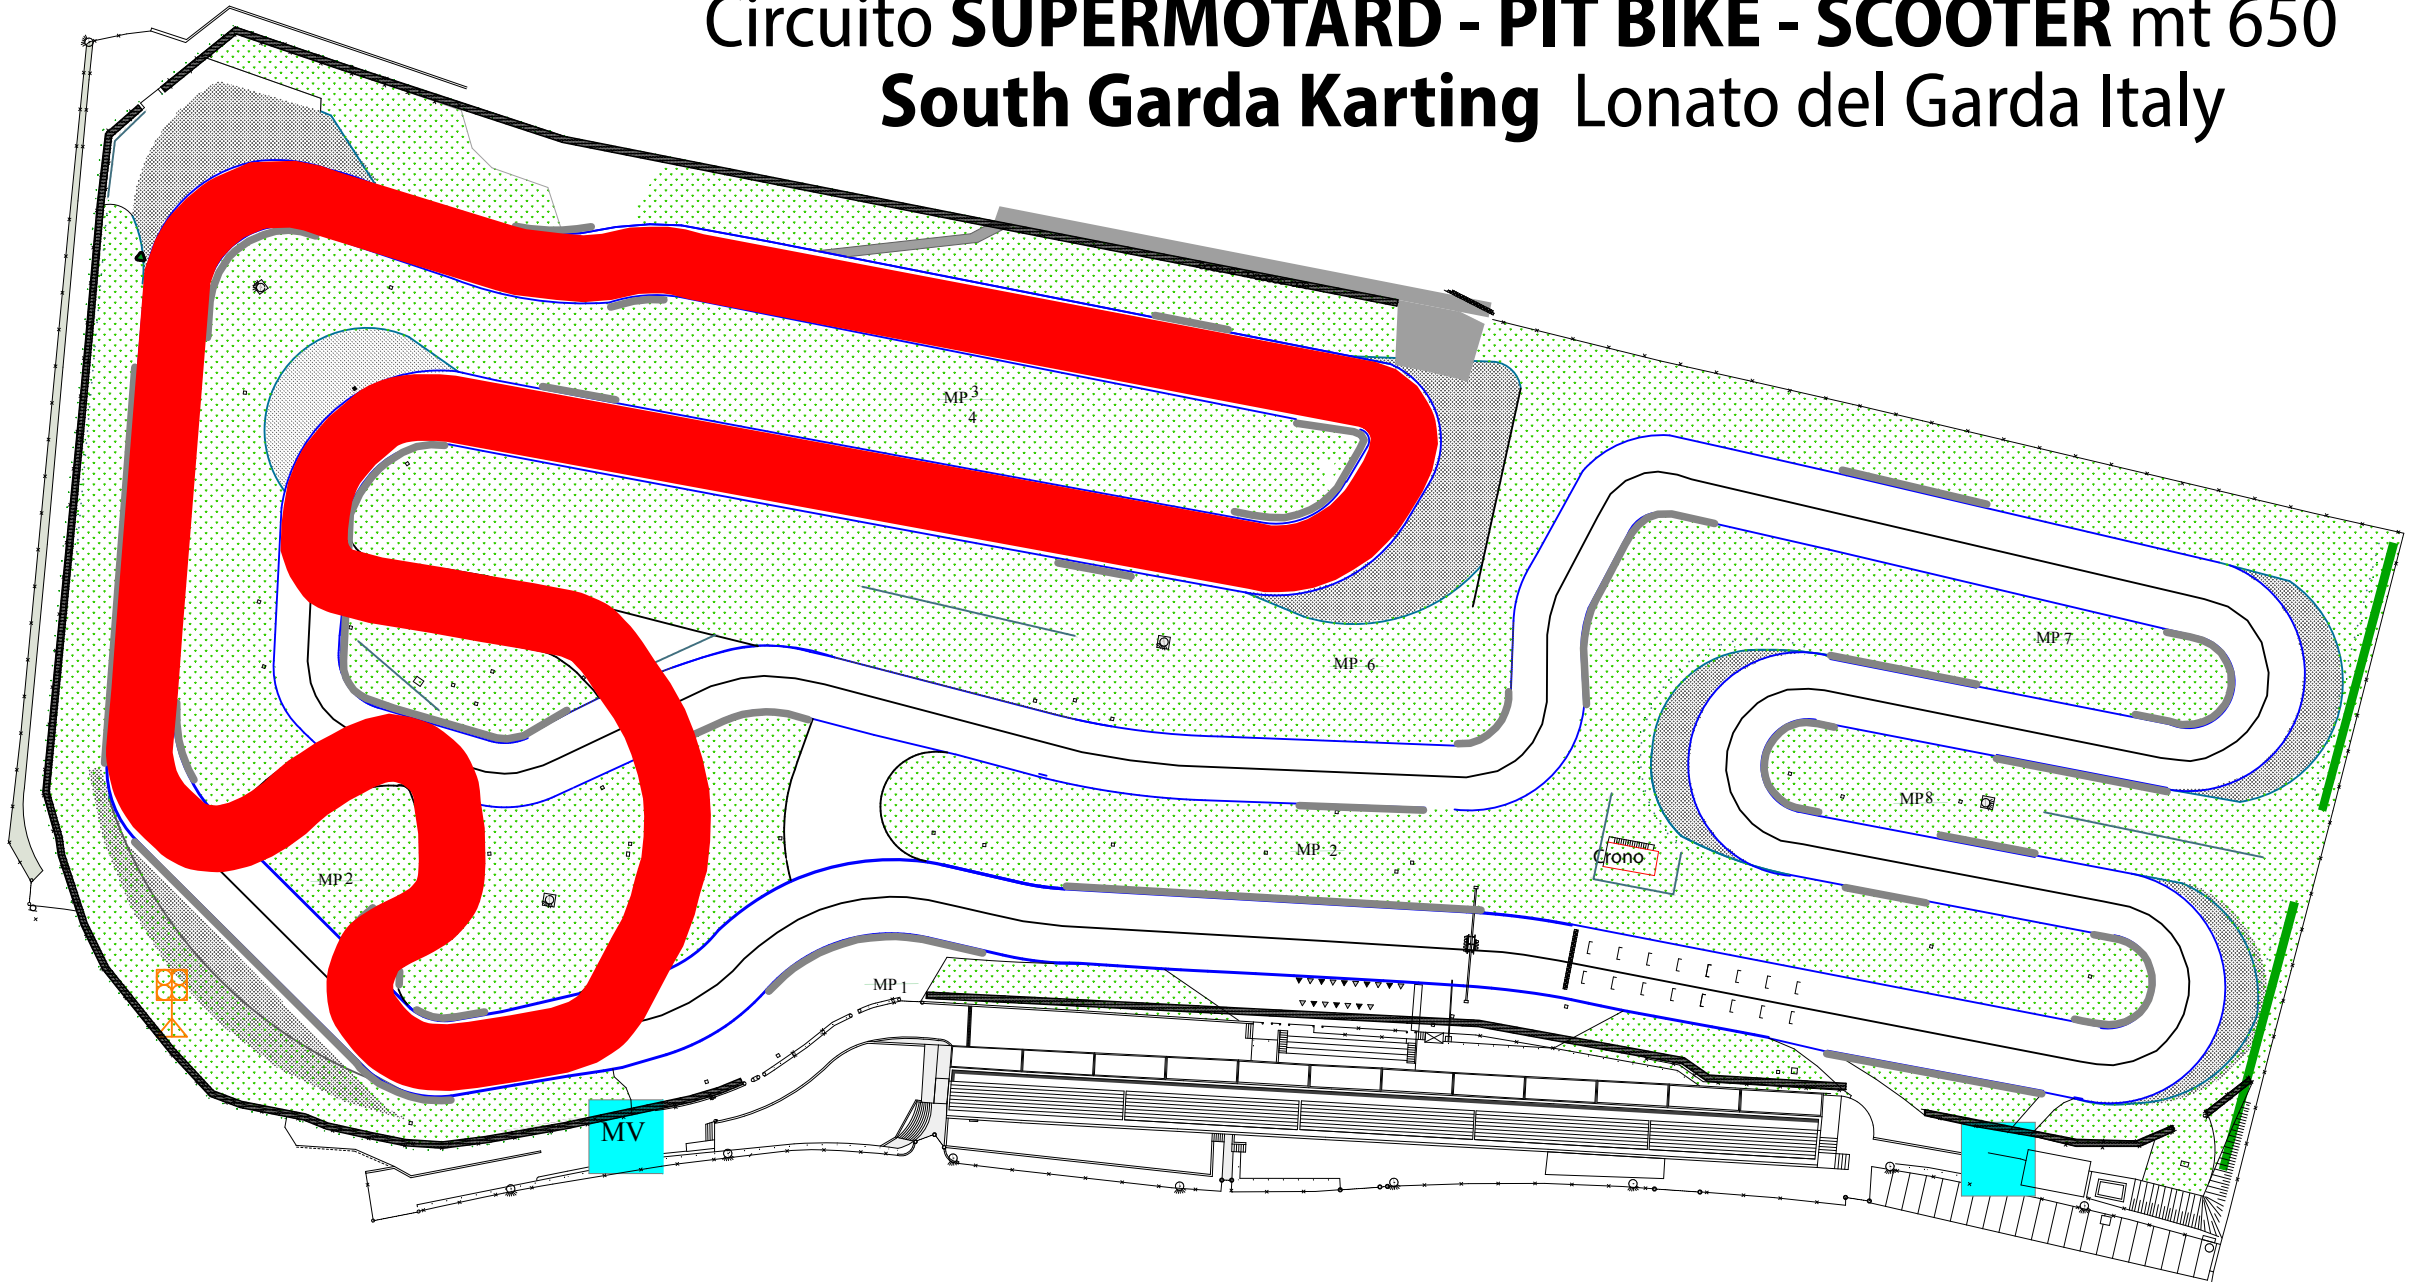 Circuito SUPERMOTARD - PIT BIKE - SCOOTER mt 650
South Garda Karting Lonato del Garda Italy
MP 3
4
MP 6
MP 7
MP 8
MP 2
Crono
MP 2
MP 1
MV